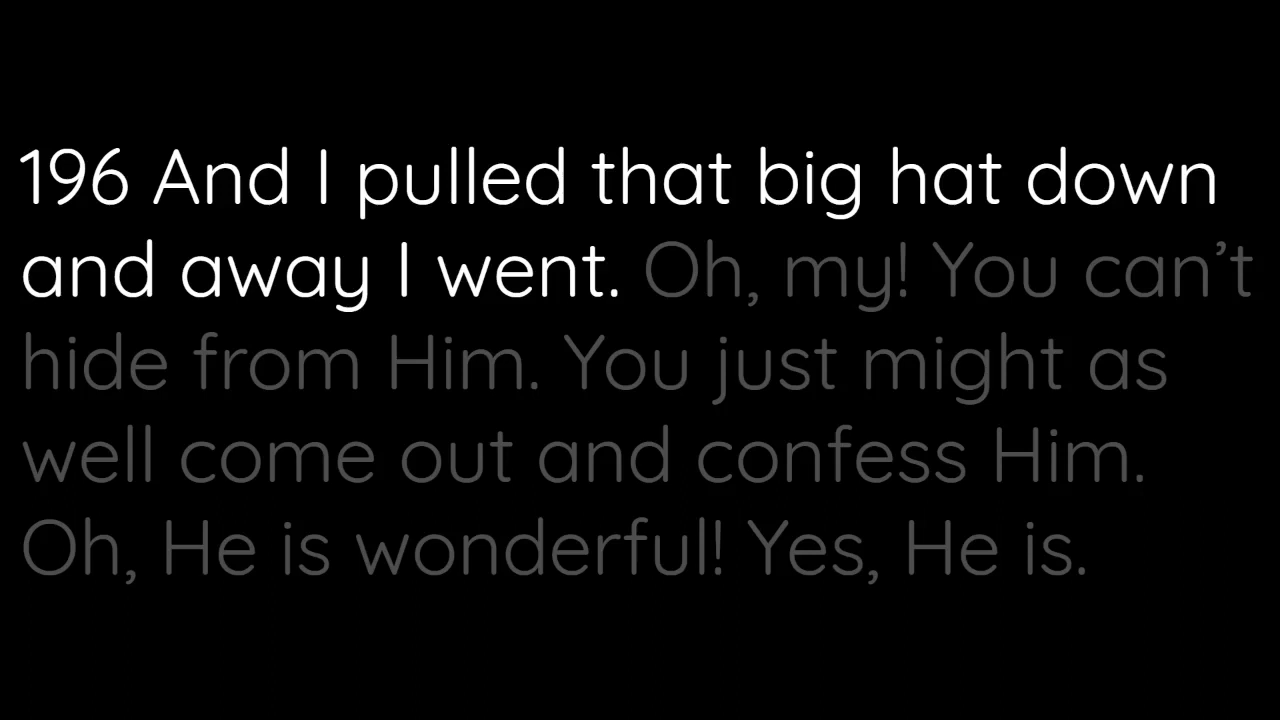 196 And I pulled that big hat down
and away I went. Oh, my! You can’t
hide from Him. You just might as
well come out and confess Him.
Oh, He is wonderful! Yes, He is.